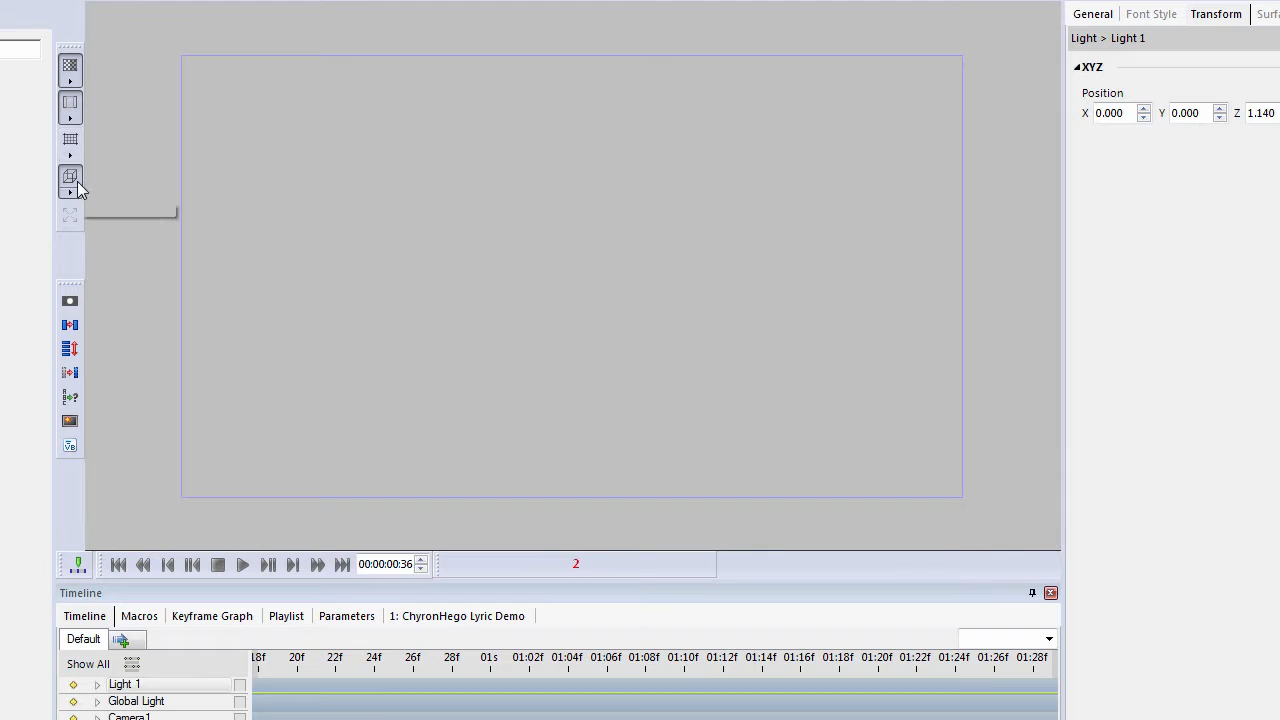 General Font Style Transform
Light > Light 1
XYZ
Position
X 0.000 Y 0.000 Z 1.140
VB
00:00:00:36
2
Timeline
Timeline Macros Keyframe Graph Playlist Parameters 1: ChyronHego Lyric Demo
Default
Show All
20f 22f 24f 26f 28f 01s 01:02f 01:04f 01:06f 01:08f 01:10f 01:12f 01:14f 01:16f 01:18f 01:20f 01:22f 01:24f 01:26f 01:28f
Light 1
Global Light
Camera1